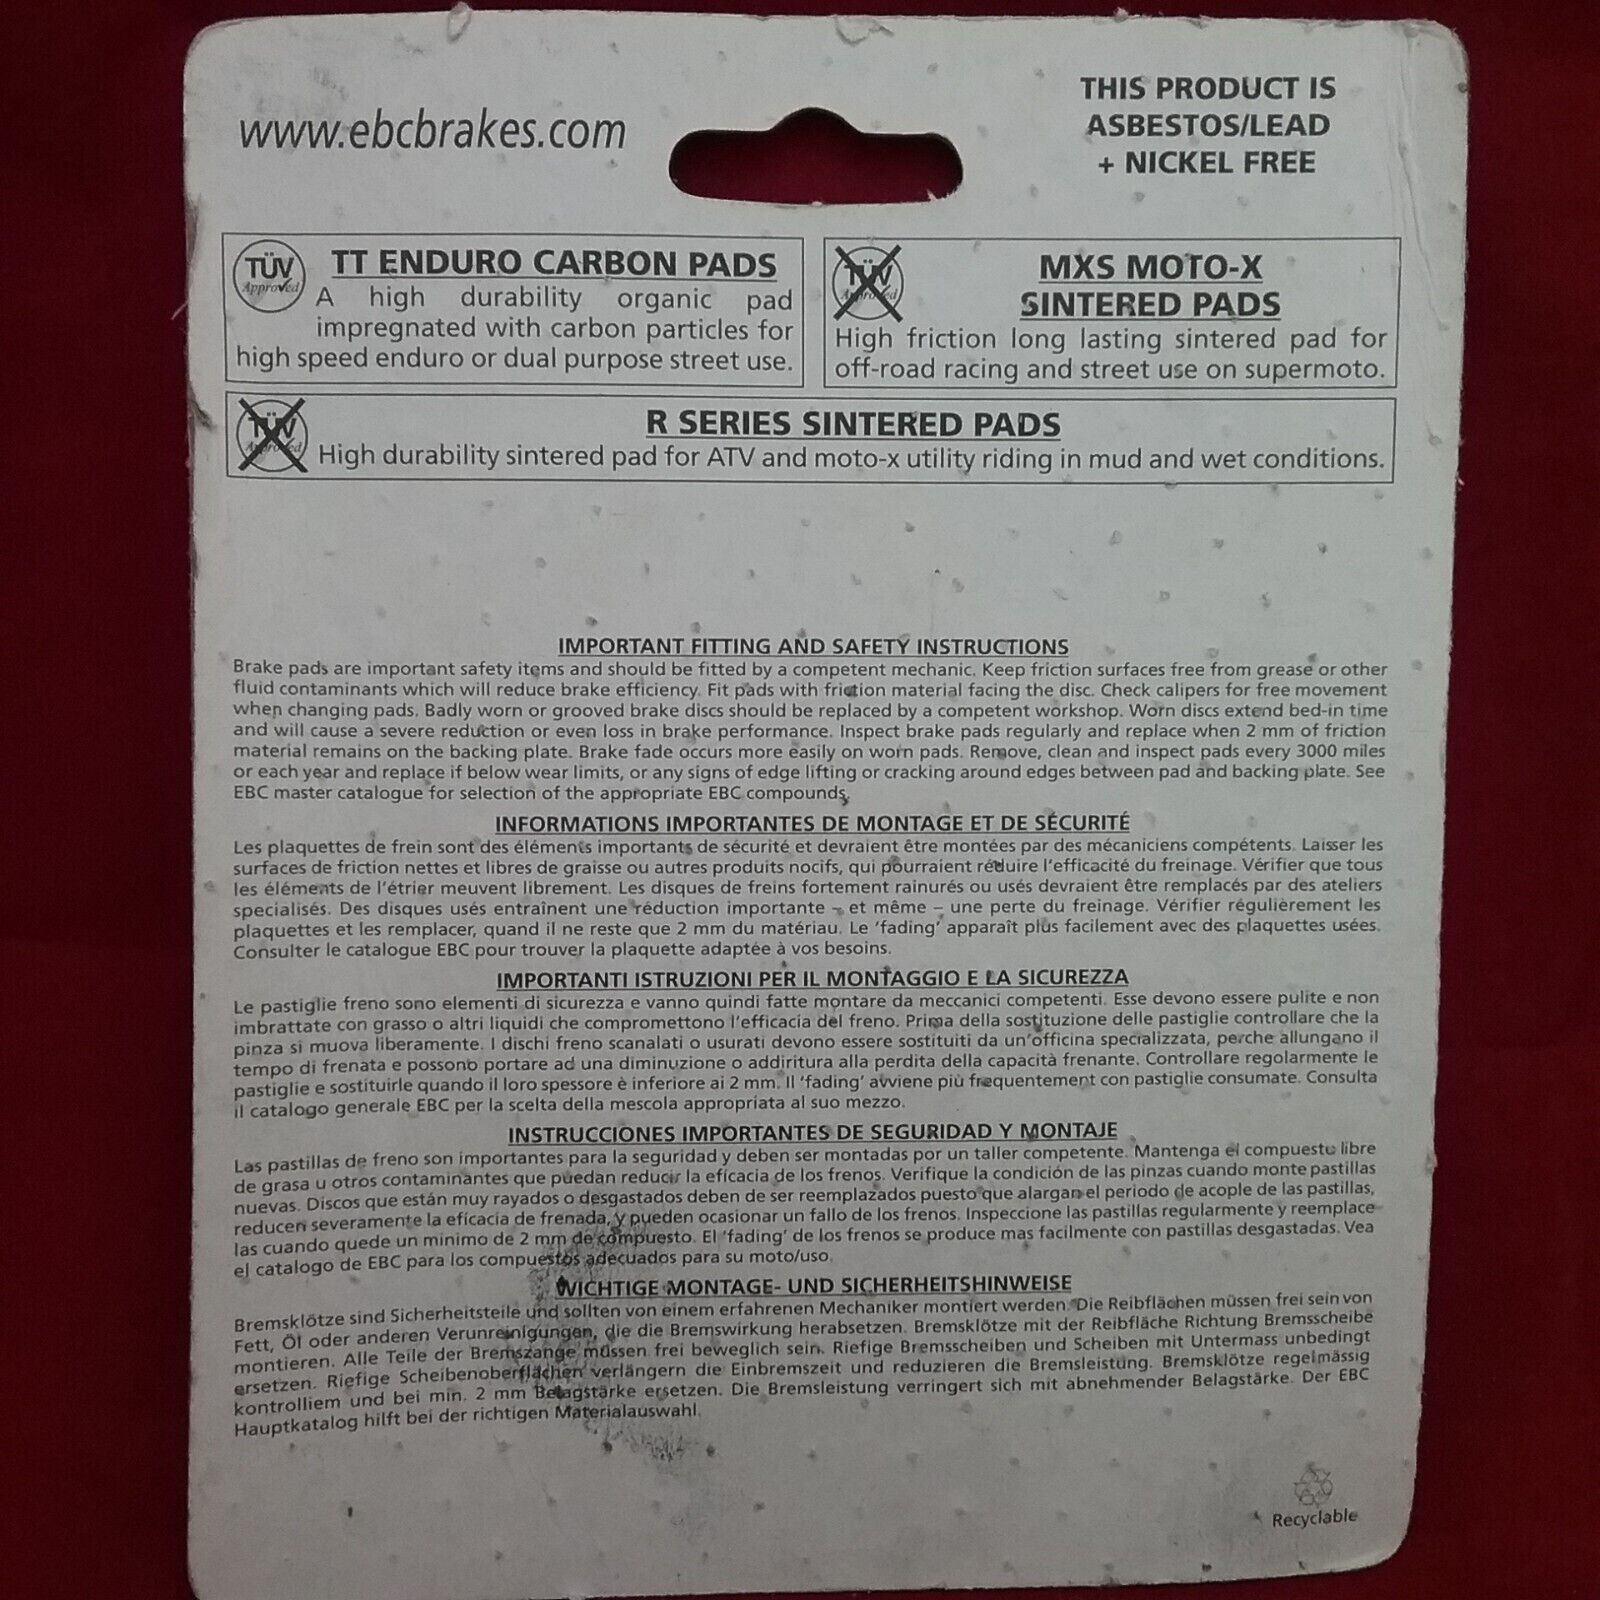 www.ebcbrakes.com
THIS PRODUCT IS
ASBESTOS/LEAD
+ NICKEL FREE
TÜV
Approved
TT ENDURO CARBON PADS
A high durability organic pad
impregnated with carbon particles for
high speed enduro or dual purpose street use.
TÜV
Approved
MXS MOTO-X
SINTERED PADS
High friction long lasting sintered pad for
off-road racing and street use on supermoto.
TÜV
Approved
R SERIES SINTERED PADS
High durability sintered pad for ATV and moto-x utility riding in mud and wet conditions.
IMPORTANT FITTING AND SAFETY INSTRUCTIONS
Brake pads are important safety items and should be fitted by a competent mechanic. Keep friction surfaces free from grease or other
fluid contaminants which will reduce brake efficiency. Fit pads with friction material facing the disc. Check calipers for free movement
when changing pads. Badly worn or grooved brake discs should be replaced by a competent workshop. Worn discs extend bed-in time
and will cause a severe reduction or even loss in brake performance. Inspect brake pads regularly and replace when 2 mm of friction
material remains on the backing plate. Brake fade occurs more easily on worn pads. Remove, clean and inspect pads every 3000 miles
or each year and replace if below wear limits, or any signs of edge lifting or cracking around edges between pad and backing plate. See
EBC master catalogue for selection of the appropriate EBC compounds.
INFORMATIONS IMPORTANTES DE MONTAGE ET DE SÉCURITÉ
Les plaquettes de frein sont des éléments importants de sécurité et devraient être montées par des mécaniciens compétents. Laisser les
surfaces de friction nettes et libres de graisse ou autres produits nocifs, qui pourraient réduire l'efficacité du freinage. Vérifier que tous
les éléments de l'étrier meuvent librement. Les disques de freins fortement rainurés ou usés devraient être remplacés par des ateliers
specialisés. Des disques usés entraînent une réduction importante – et même – une perte du freinage. Vérifier régulièrement les
plaquettes et les remplacer, quand il ne reste que 2 mm du matériau. Le 'fading' apparaît plus facilement avec des plaquettes usées.
Consulter le catalogue EBC pour trouver la plaquette adaptée à vos besoins.
IMPORTANTI ISTRUZIONI PER IL MONTAGGIO E LA SICUREZZA
Le pastiglie freno sono elementi di sicurezza e vanno quindi fatte montare da meccanici competenti. Esse devono essere pulite e non
imbrattate con grasso o altri liquidi che compromettono l'efficacia del freno. Prima della sostituzione delle pastiglie controllare che la
pinza si muova liberamente. I dischi freno scanalati o usurati devono essere sostituiti da un'officina specializzata, perche allungano il
tempo di frenata e possono portare ad una diminuzione o addiritura alla perdita della capacità frenante. Controllare regolarmente le
pastiglie e sostituirle quando il loro spessore è inferiore ai 2 mm. Il 'fading' avviene più frequentemente con pastiglie consumate. Consulta
il catalogo generale EBC per la scelta della mescola appropriata al suo mezzo.
INSTRUCCIONES IMPORTANTES DE SEGURIDAD Y MONTAJE
Las pastillas de freno son importantes para la seguridad y deben ser montadas por un taller competente. Mantenga el compuesto libre
de grasa u otros contaminantes que puedan reducir la eficacia de los frenos. Verifique la condición de las pinzas cuando monte pastillas
nuevas. Discos que están muy rayados o desgastados deben de ser reemplazados puesto que alargan el periodo de acople de las pastillas,
reducen severamente la eficacia de frenada, y pueden ocasionar un fallo de los frenos. Inspeccione las pastillas regularmente y reemplace
las cuando quede un minimo de 2 mm de compuesto. El 'fading' de los frenos se produce mas facilmente con pastillas desgastadas. Vea
el catalogo de EBC para los compuestos adecuados para su moto/uso.
WICHTIGE MONTAGE- UND SICHERHEITSHINWEISE
Bremsklötze sind Sicherheitsteile und sollten von einem erfahrenen Mechaniker montiert werden. Die Reibflächen müssen frei sein von
Fett, Öl oder anderen Verunreinigungen, die die Bremswirkung herabsetzen. Bremsklötze mit der Reibfläche Richtung Bremsscheibe
montieren. Alle Teile der Bremszange müssen frei beweglich sein. Riefige Bremsscheiben und Scheiben mit Untermass unbedingt
ersetzen. Riefige Scheibenoberflächen verlängern die Einbremszeit und reduzieren die Bremsleistung. Bremsklötze regelmässig
kontrolliem und bei min. 2 mm Belagstärke ersetzen. Die Bremsleistung verringert sich mit abnehmender Belagstärke. Der EBC
Hauptkatalog hilft bei der richtigen Materialauswahl.
Recyclable